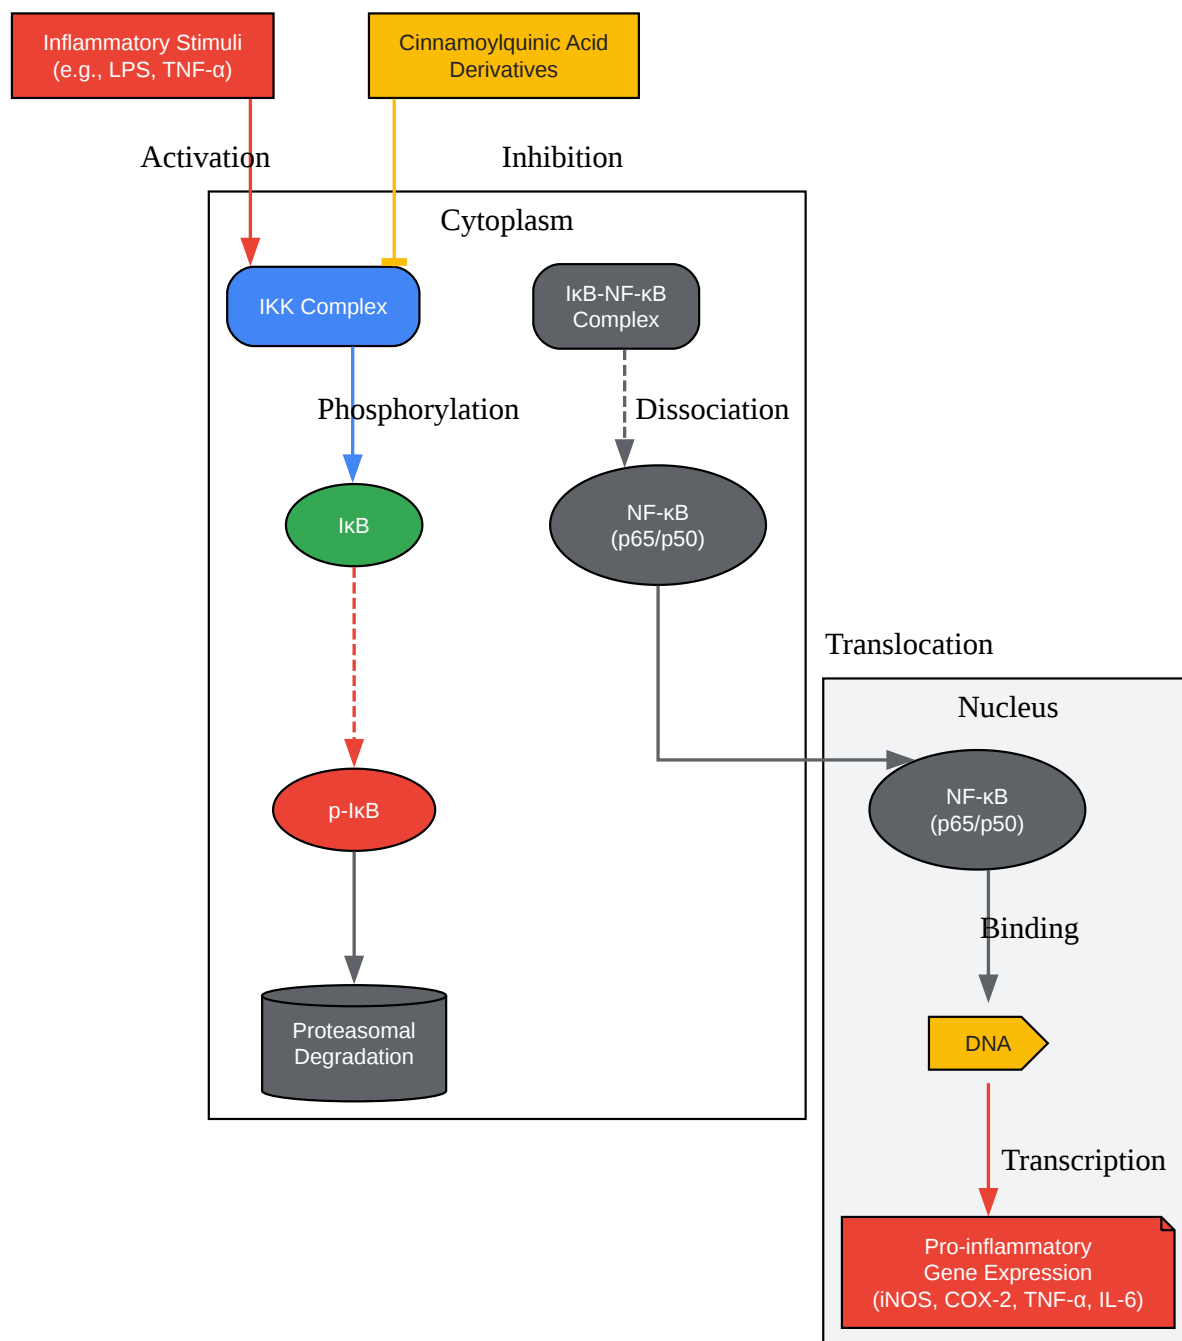 Inflammatory Stimuli
(e.g., LPS, TNF-α)
Cinnamoylquinic Acid
Derivatives
Activation
Inhibition
Cytoplasm
IKK Complex
IκB-NF-κB
Complex
Phosphorylation
Dissociation
IκB
NF-κB
(p65/p50)
Translocation
Nucleus
p-IκB
NF-κB
(p65/p50)
Binding
Proteasomal
Degradation
DNA
Transcription
Pro-inflammatory
Gene Expression
(iNOS, COX-2, TNF-α, IL-6)